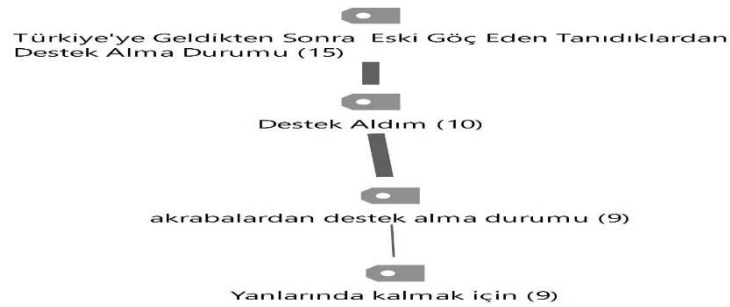 Türkiye'ye Geldikten Sonra Eski Göç Eden Tanıdıklardan
Destek Alma Durumu (15)
Destek Aldım (10)
akrabalardan destek alma durumu (9)
Yanlarında kalmak için (9)